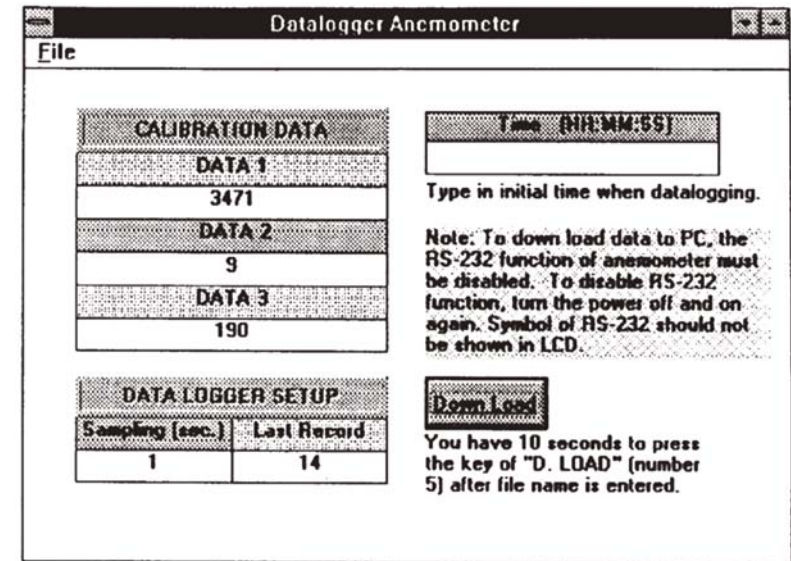 Datalogger Anemometer
File
CALIBRATION DATA
DATA 1
3471
DATA 2
9
DATA 3
190
DATA LOGGER SETUP
Sampling (sec.) Last Record
1 14
Time (HH:MM:SS)
Type in initial time when datalogging.
Note: To down load data to PC, the
RS-232 function of anemometer must
be disabled. To disable RS-232
function, turn the power off and on
again. Symbol of RS-232 should not
be shown in LCD.
Down Load
You have 10 seconds to press
the key of "D. LOAD" (number
5) after file name is entered.